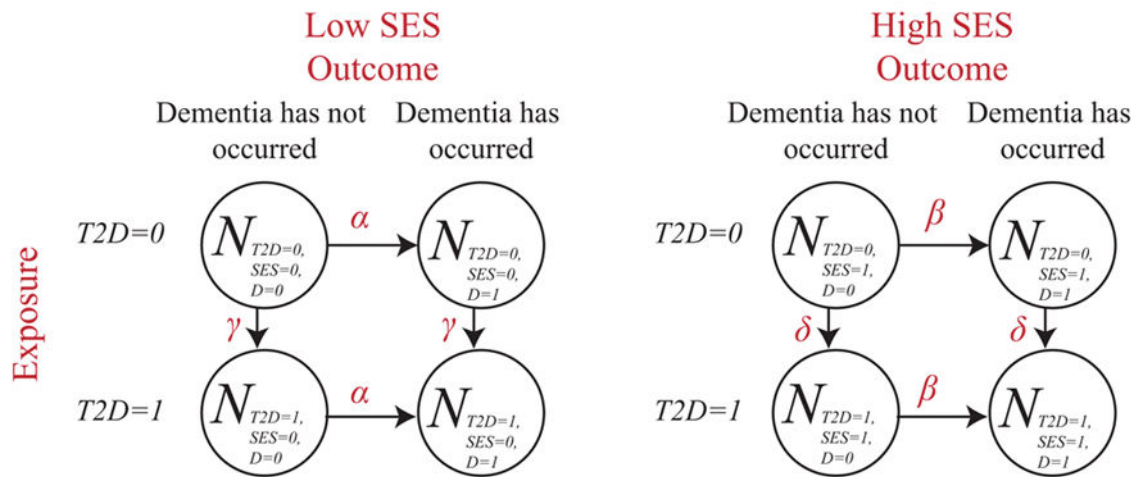 Low SES
Outcome
High SES
Outcome
Dementia has not
occurred
Dementia has
occurred
Dementia has not
occurred
Dementia has
occurred
Exposure
T2D=0
N T2D=0,
SES=0,
D=0
α
N T2D=0,
SES=0,
D=1
T2D=0
N T2D=0,
SES=1,
D=0
β
N T2D=0,
SES=1,
D=1
γ
γ
δ
δ
T2D=1
N T2D=1,
SES=0,
D=0
α
N T2D=1,
SES=0,
D=1
T2D=1
N T2D=1,
SES=1,
D=0
β
N T2D=1,
SES=1,
D=1